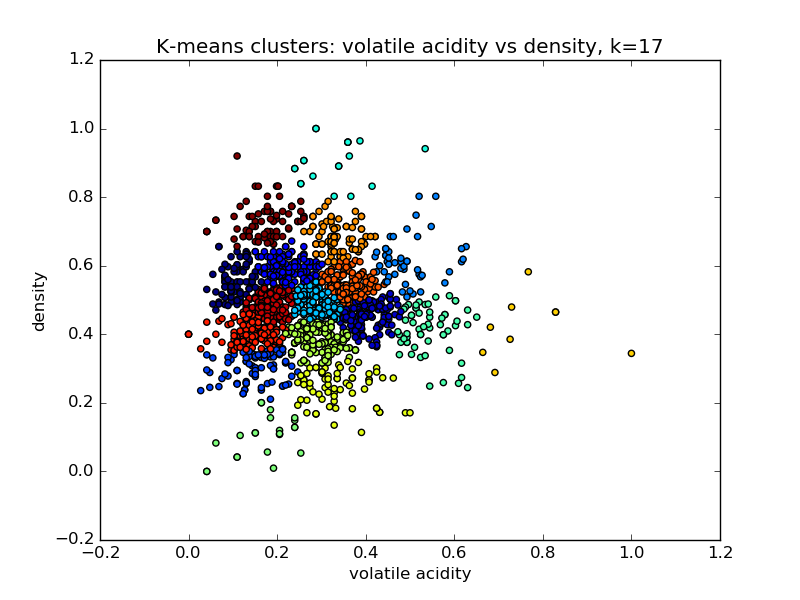 K-means clusters: volatile acidity vs density, k=17
1.2
1.0
0.8
0.6
0.4
0.2
0.0
−0.2
density
−0.2 0.0 0.2 0.4 0.6 0.8 1.0 1.2
volatile acidity